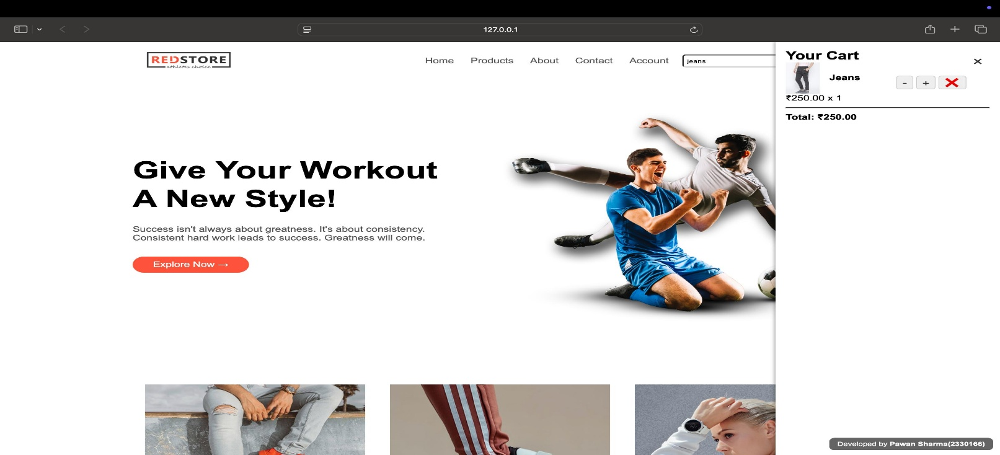 127.0.0.1
REDSTORE
athletes choice
Home Products About Contact Account jeans
Give Your Workout
A New Style!
Success isn't always about greatness. It's about consistency.
Consistent hard work leads to success. Greatness will come.
Explore Now →
Your Cart ×
Jeans - +
₹250.00 x 1
Total: ₹250.00
Developed by Pawan Sharma(2330166)